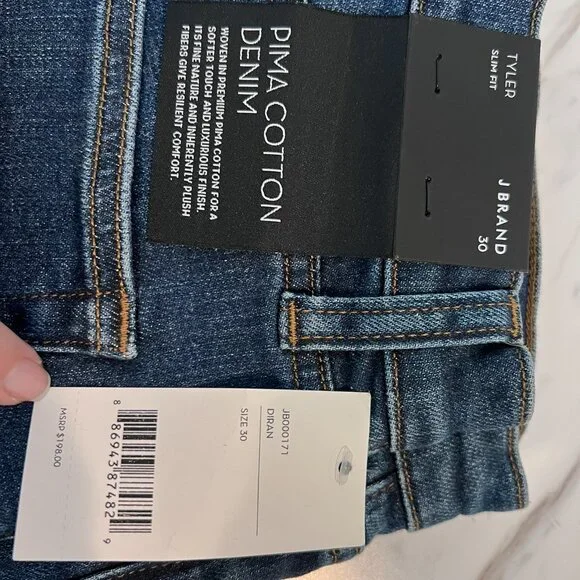 TYLER
SLIM FIT
J BRAND
30
PIMA COTTON
DENIM
WOVEN IN PREMIUM PIMA COTTON FOR A
SOFTER TOUCH AND LUXURIOUS FINISH.
ITS FINE NATURE AND INHERENTLY PLUSH
FIBERS GIVE RESILIENT COMFORT.
JB000171
DIRAN
SIZE 30
8 86943 87482 9
MSRP $198.00